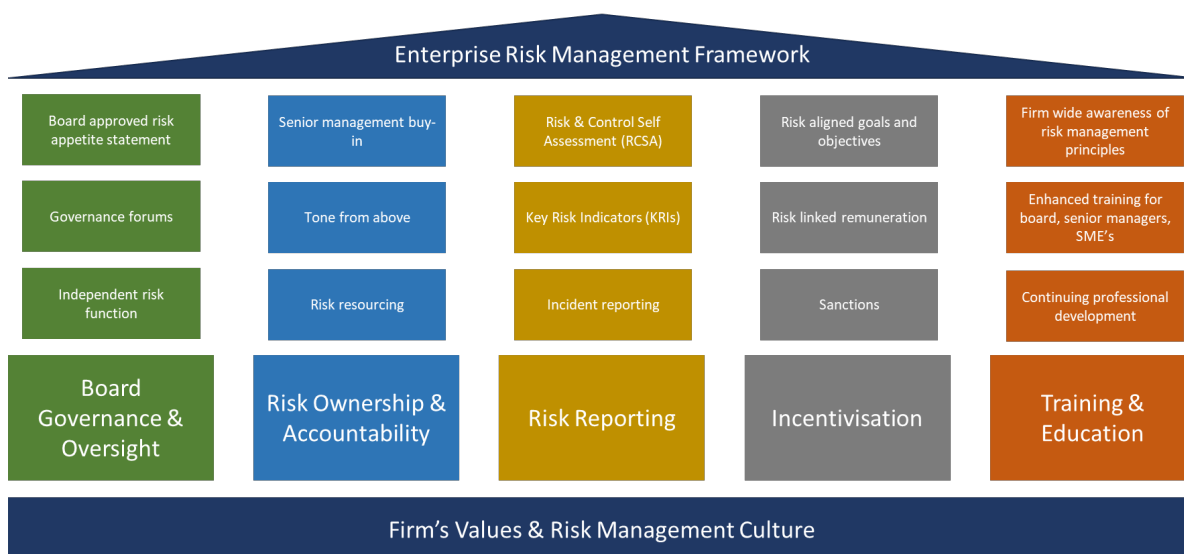 Enterprise Risk Management Framework
Board approved risk
appetite statement
Governance forums
Independent risk
function
Board
Governance &
Oversight
Senior management buy-
in
Tone from above
Risk resourcing
Risk Ownership &
Accountability
Risk & Control Self
Assessment (RCSA)
Key Risk Indicators (KRIs)
Incident reporting
Risk Reporting
Risk aligned goals and
objectives
Risk linked remuneration
Sanctions
Incentivisation
Firm wide awareness of
risk management
principles
Enhanced training for
board, senior managers,
SME's
Continuing professional
development
Training &
Education
Firm's Values & Risk Management Culture